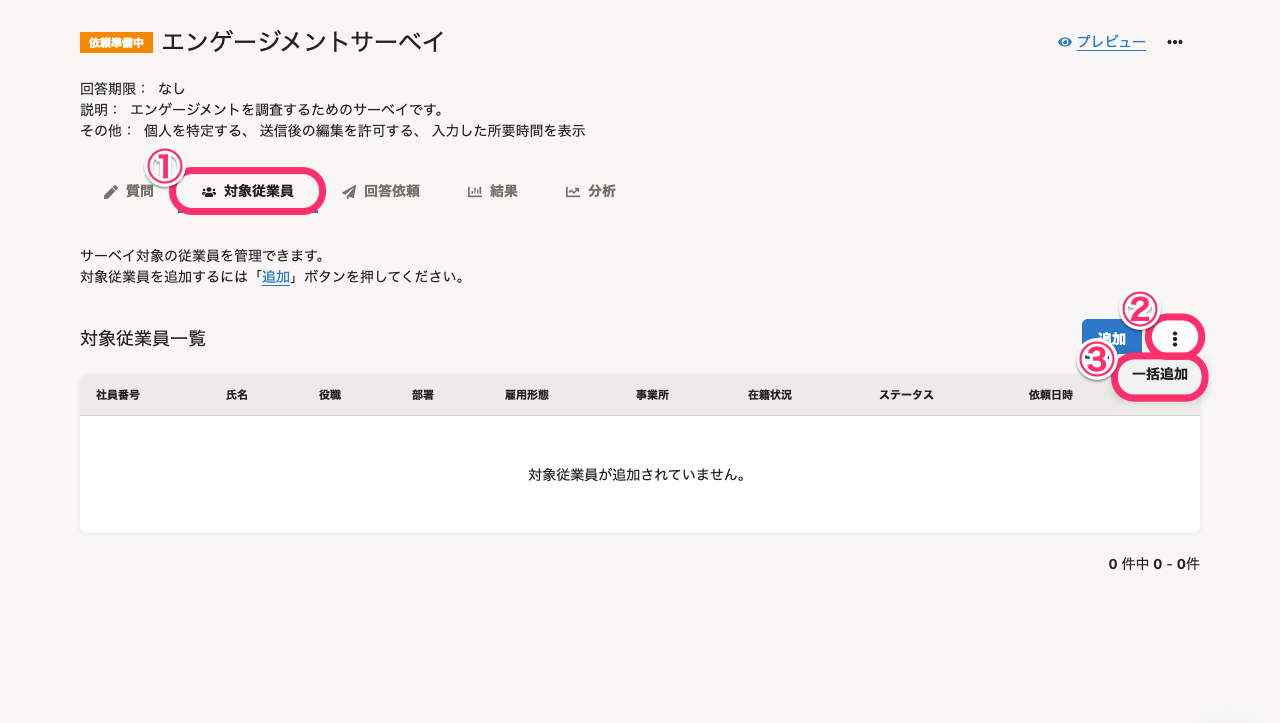 依頼準備中 エンゲージメントサーベイ プレビュー
回答期限： なし
説明： エンゲージメントを調査するためのサーベイです。
その他： 個人を特定する、 送信後の編集を許可する、 入力した所要時間を表示
①
質問 対象従業員 回答依頼 結果 分析
サーベイ対象の従業員を管理できます。
対象従業員を追加するには「追加」ボタンを押してください。
②
対象従業員一覧 追加
③ 一括追加
社員番号 氏名 役職 部署 雇用形態 事業所 在籍状況 ステータス 依頼日時
対象従業員が追加されていません。
0 件中 0 - 0件